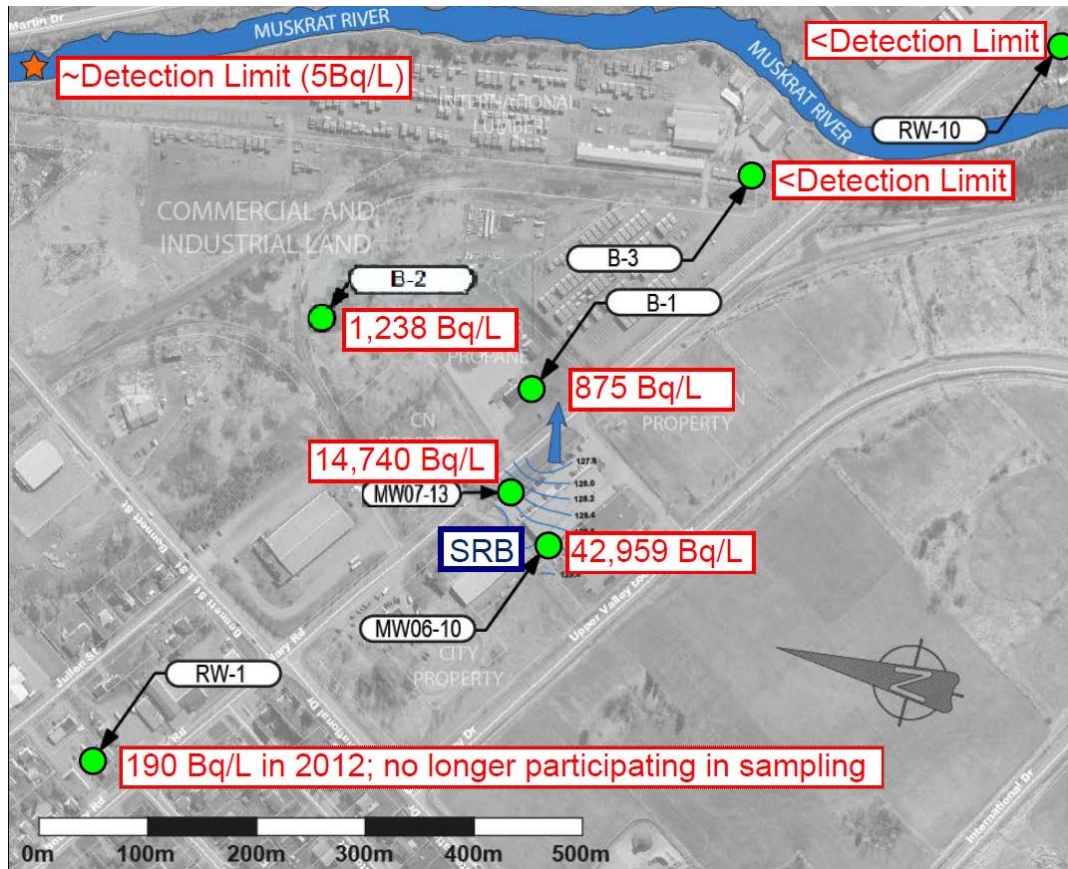 Martin Dr
MUSKRAT RIVER
<Detection Limit
~Detection Limit (5Bq/L)
MUSKRAT RIVER
INTERNATIONAL
LUMBER
RW-10
<Detection Limit
COMMERCIAL AND
INDUSTRIAL LAND
B-3
B-2
B-1
1,238 Bq/L
PROPANE
875 Bq/L
CN
PROPERTY
14,740 Bq/L
127.8
128.0
MW07-13
128.2
128.4
Bennett St
SRB
42,959 Bq/L
MW06-10
Upper Valley
CITY
PROPERTY
Julien St
Bennett St
RW-1
N
190 Bq/L in 2012; no longer participating in sampling
International Dr
0m
100m
200m
300m
400m
500m